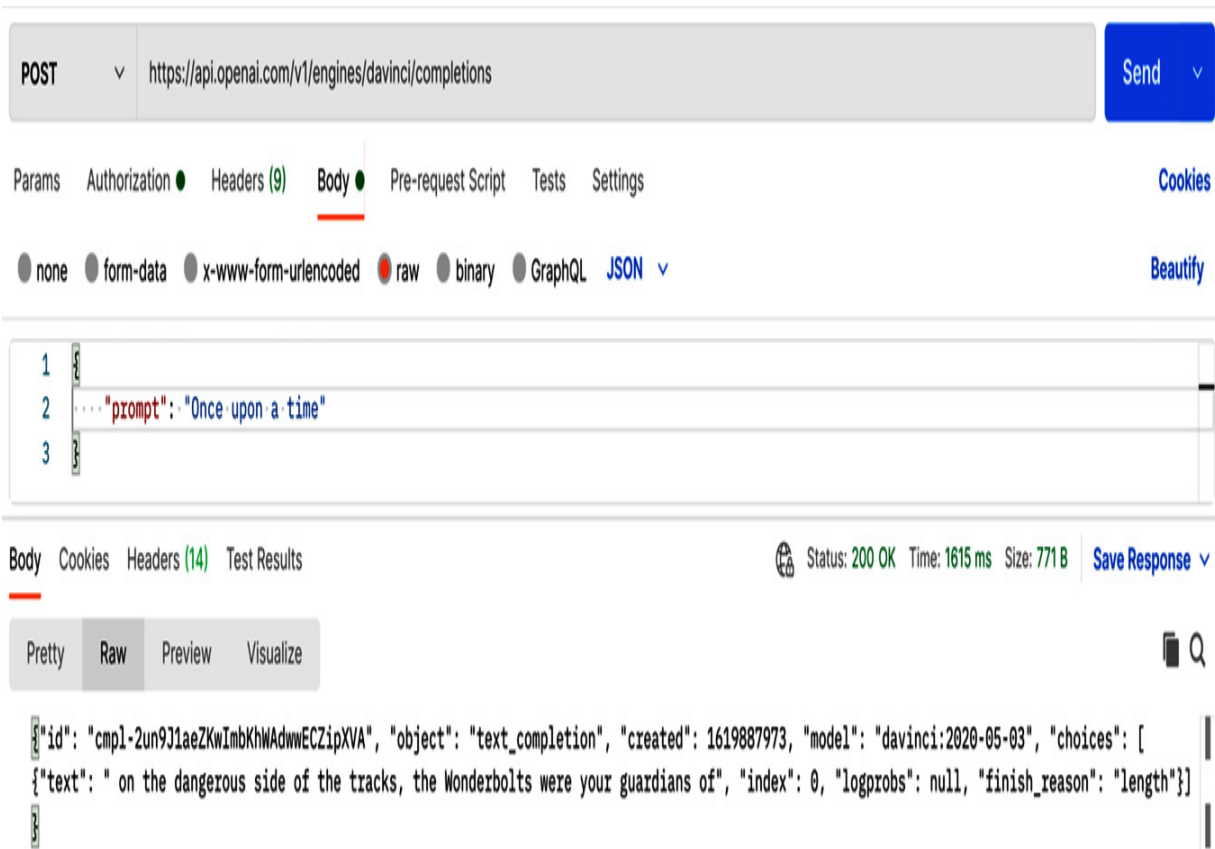 POST https://api.openai.com/v1/engines/davinci/completions Send
Params Authorization Headers (9) Body Pre-request Script Tests Settings Cookies
none form-data x-www-form-urlencoded raw binary GraphQL JSON Beautify
1 {
2 "prompt": "Once upon a time"
3 }
Body Cookies Headers (14) Test Results Status: 200 OK Time: 1615 ms Size: 771 B Save Response
Pretty Raw Preview Visualize
{"id": "cmpl-2un9J1aeZKwImbKhWAdwwECZipXVA", "object": "text_completion", "created": 1619887973, "model": "davinci:2020-05-03", "choices": [
{"text": " on the dangerous side of the tracks, the Wonderbolts were your guardians of", "index": 0, "logprobs": null, "finish_reason": "length"}]
}